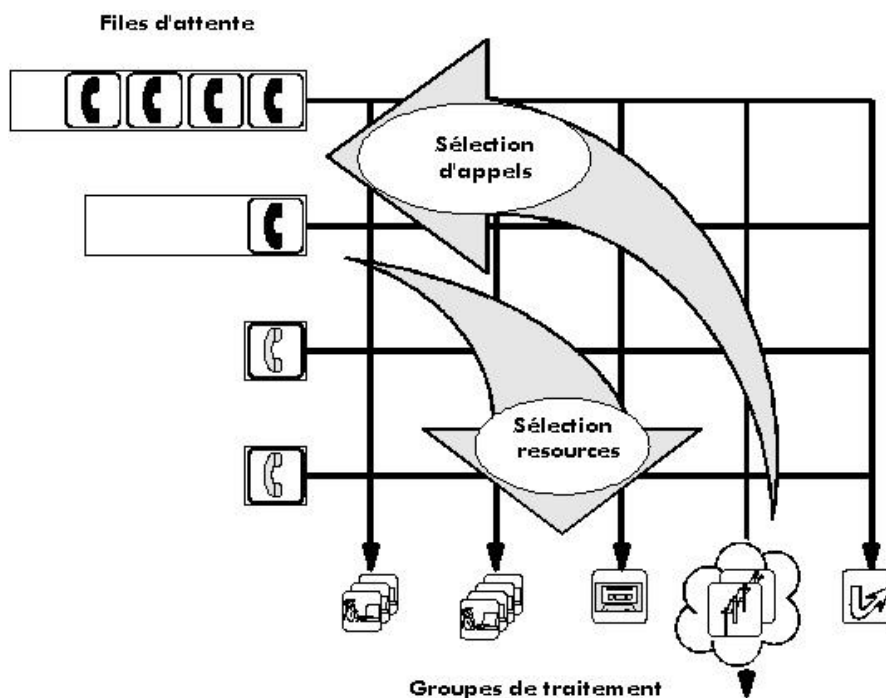 Files d'attente
Sélection
d'appels
Sélection
resources
Groupes de traitement